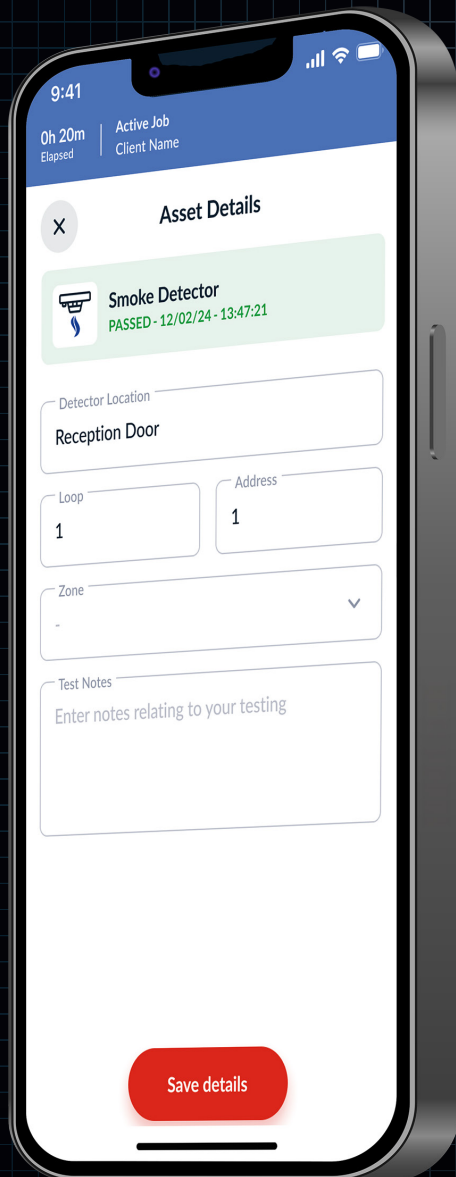 9:41
0h 20m
Elapsed
Active Job
Client Name
Asset Details
Smoke Detector
PASSED - 12/02/24 - 13:47:21
Detector Location
Reception Door
Loop
1
Address
1
Zone
-
Test Notes
Enter notes relating to your testing
Save details